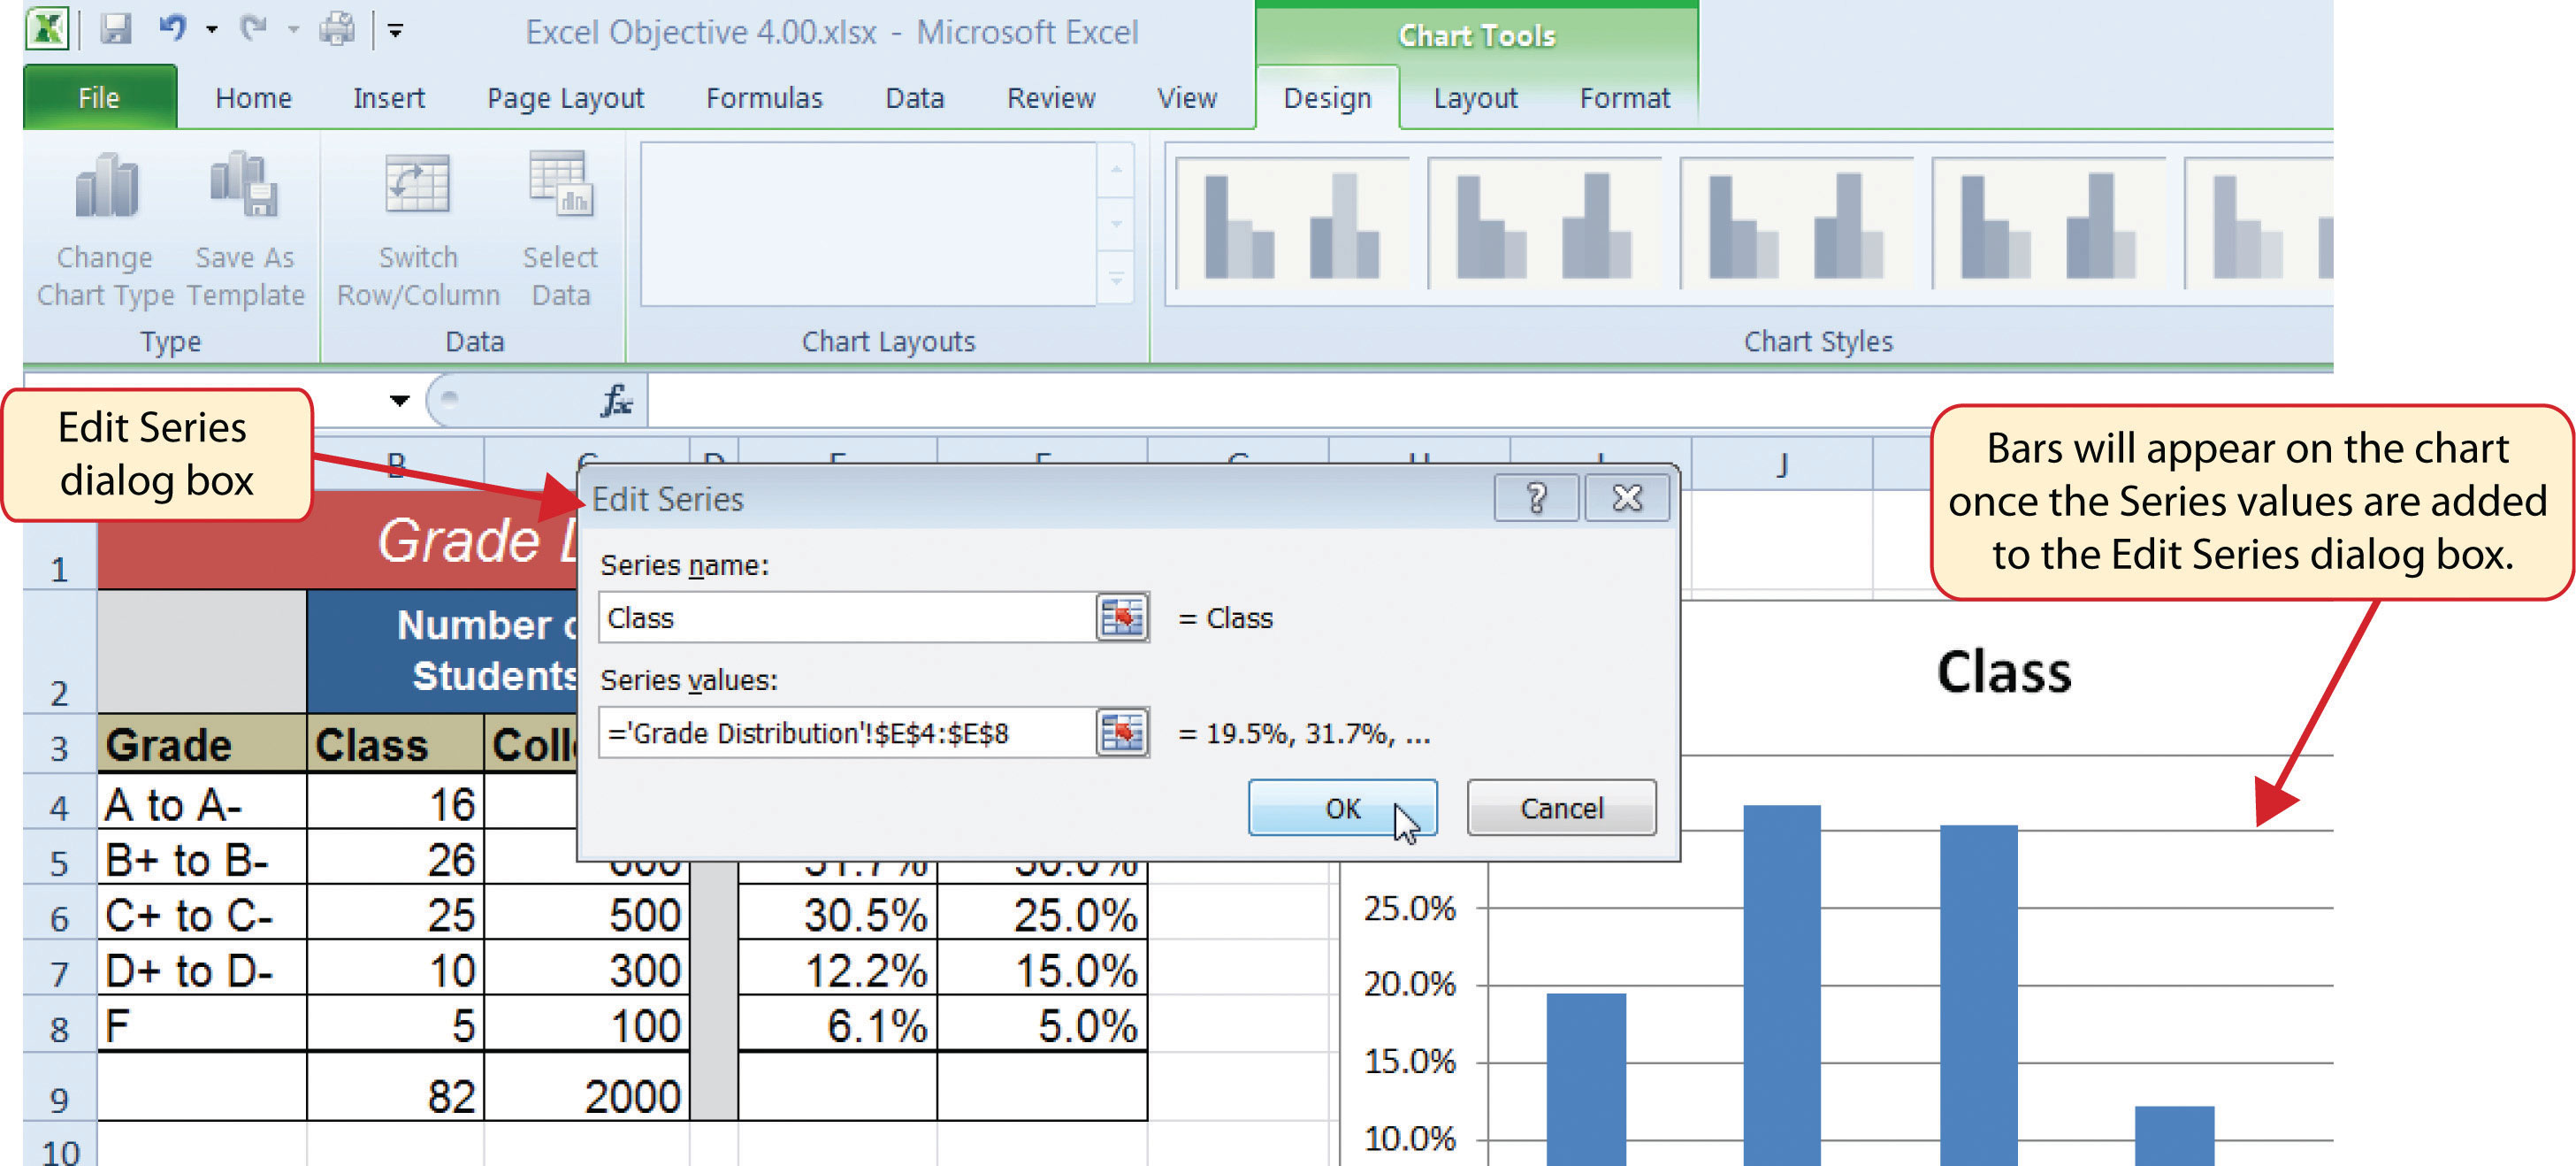 Excel Objective 4.00.xlsx - Microsoft Excel
Chart Tools
File Home Insert Page Layout Formulas Data Review View Design Layout Format
Change Chart Type
Save As Template
Switch Row/Column
Select Data
Type Data Chart Layouts Chart Styles
fx
Edit Series
dialog box
Bars will appear on the chart
once the Series values are added
to the Edit Series dialog box.
B J
Edit Series
Series name:
Class = Class
Series values:
='Grade Distribution'!$E$4:$E$8 = 19.5%, 31.7%, ...
OK Cancel
1 Grade
2 Number
Students
3 Grade Class
4 A to A- 16
5 B+ to B- 26 600 31.7% 30.0%
6 C+ to C- 25 500 30.5% 25.0%
7 D+ to D- 10 300 12.2% 15.0%
8 F 5 100 6.1% 5.0%
9 82 2000
10
Class
25.0%
20.0%
15.0%
10.0%